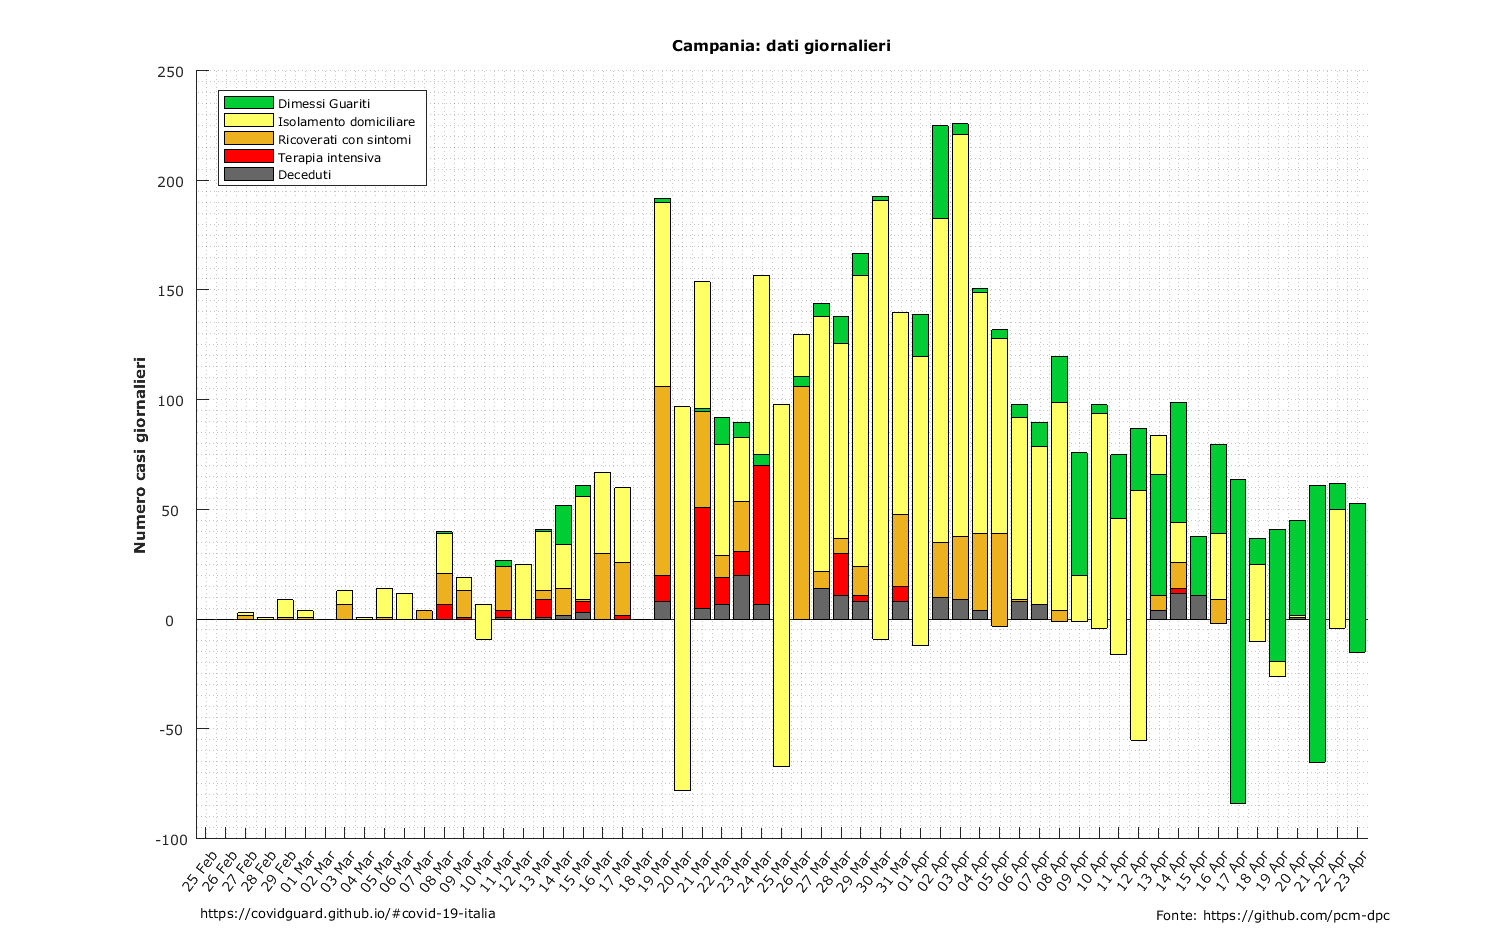 Campania: dati giornalieri
250
200
150
100
50
0
-50
-100
Numero casi giornalieri
Dimessi Guariti
Isolamento domiciliare
Ricoverati con sintomi
Terapia intensiva
Deceduti
25 Feb
26 Feb
27 Feb
28 Feb
29 Feb
01 Mar
02 Mar
03 Mar
04 Mar
05 Mar
06 Mar
07 Mar
08 Mar
09 Mar
10 Mar
11 Mar
12 Mar
13 Mar
14 Mar
15 Mar
16 Mar
17 Mar
18 Mar
19 Mar
20 Mar
21 Mar
22 Mar
23 Mar
24 Mar
25 Mar
26 Mar
27 Mar
28 Mar
29 Mar
30 Mar
31 Mar
01 Apr
02 Apr
03 Apr
04 Apr
05 Apr
06 Apr
07 Apr
08 Apr
09 Apr
10 Apr
11 Apr
12 Apr
13 Apr
14 Apr
15 Apr
16 Apr
17 Apr
18 Apr
19 Apr
20 Apr
21 Apr
22 Apr
23 Apr
https://covidguard.github.io/#covid-19-italia
Fonte: https://github.com/pcm-dpc